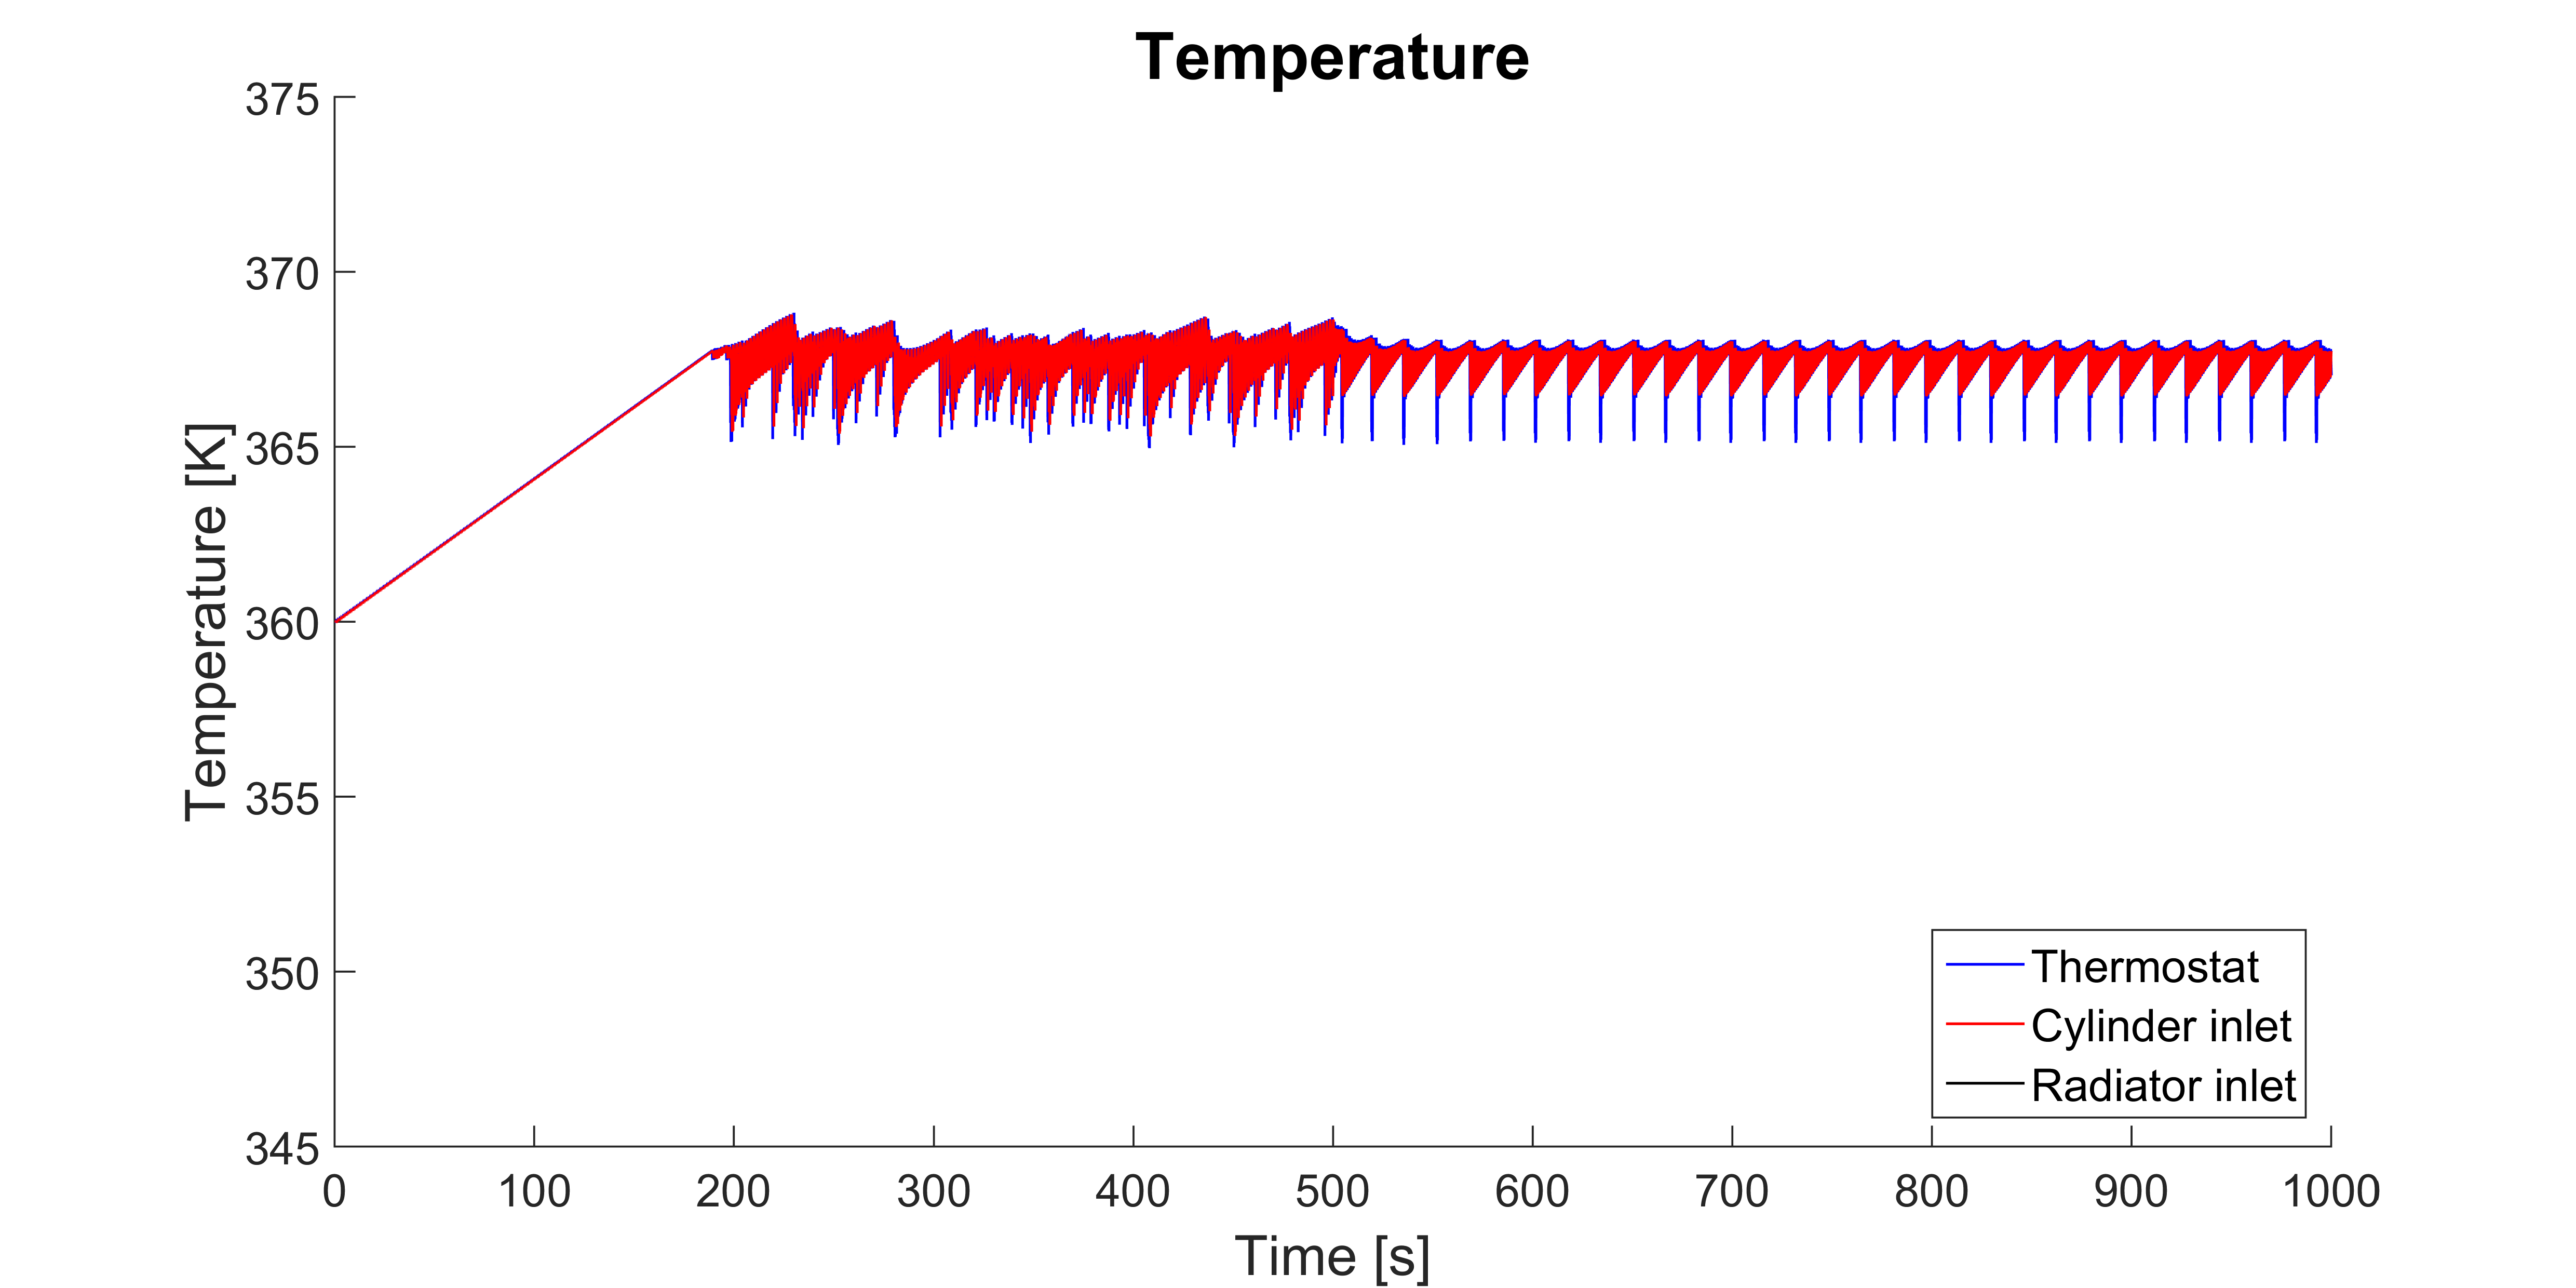 Temperature
375
370
365
360
355
350
345
Temperature [K]
0 100 200 300 400 500 600 700 800 900 1000
Time [s]
Thermostat
Cylinder inlet
Radiator inlet